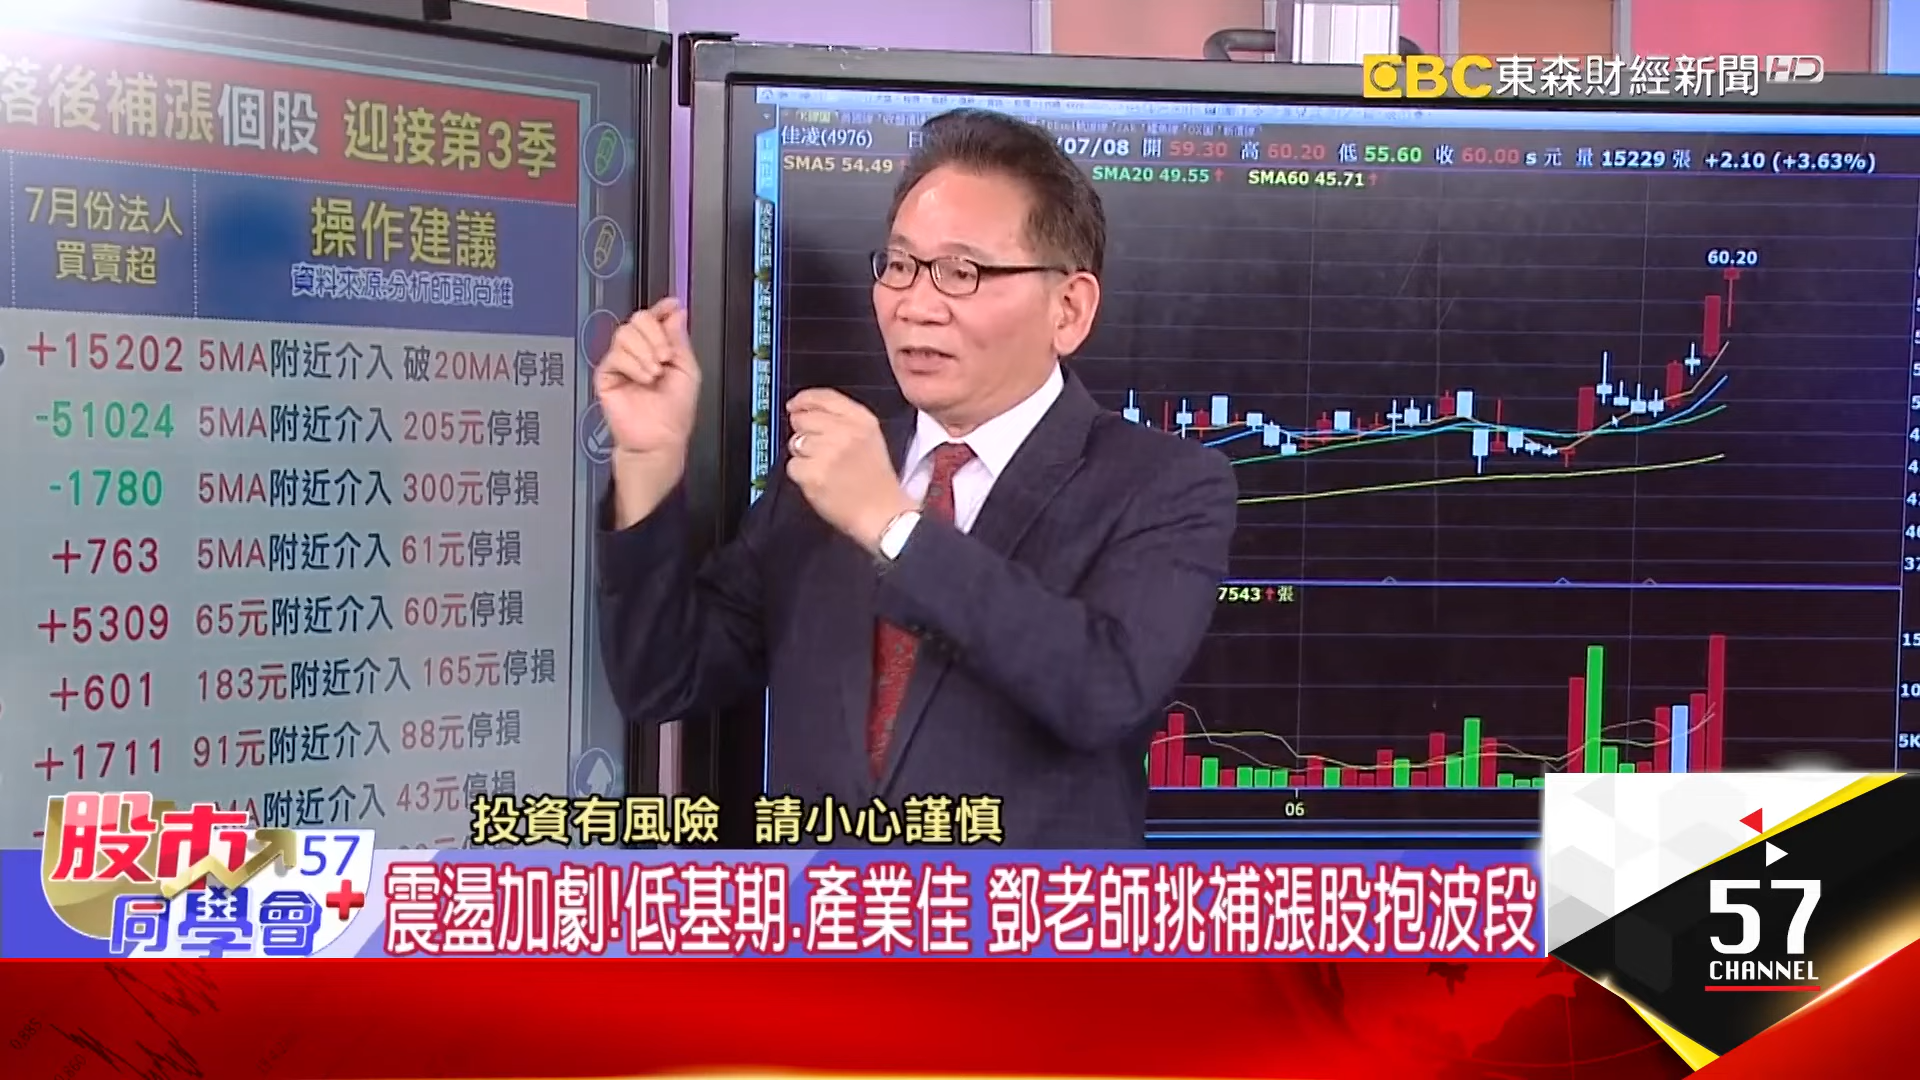 落後補漲個股 迎接第3季
7月份法人
買賣超
操作建議
資料來源:分析師鄧尚維
+15202 5MA附近介入 破20MA停損
-51024 5MA附近介入 205元停損
-1780 5MA附近介入 300元停損
+763 5MA附近介入 61元停損
+5309 65元附近介入 60元停損
+601 183元附近介入 165元停損
+1711 91元附近介入 88元停損
附近介入 43元停損
EBC東森財經新聞HD
佳凌(4976) 日 /07/08 開 59.30 高 60.20 低 55.60 收 60.00 s 元 量 15229 張 +2.10 (+3.63%)
SMA5 54.49 SMA20 49.55↑ SMA60 45.71↑
60.20
7543↑張
15
10
5K
06
投資有風險 請小心謹慎
股市
同學會
57
+
震盪加劇!低基期.產業佳 鄧老師挑補漲股抱波段
57
CHANNEL